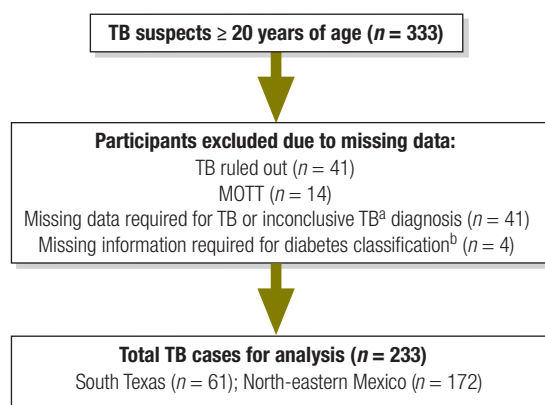 TB suspects ≥ 20 years of age (n = 333)
Participants excluded due to missing data:
TB ruled out (n = 41)
MOTT (n = 14)
Missing data required for TB or inconclusive TBᵃ diagnosis (n = 41)
Missing information required for diabetes classificationᵇ (n = 4)
Total TB cases for analysis (n = 233)
South Texas (n = 61); North-eastern Mexico (n = 172)